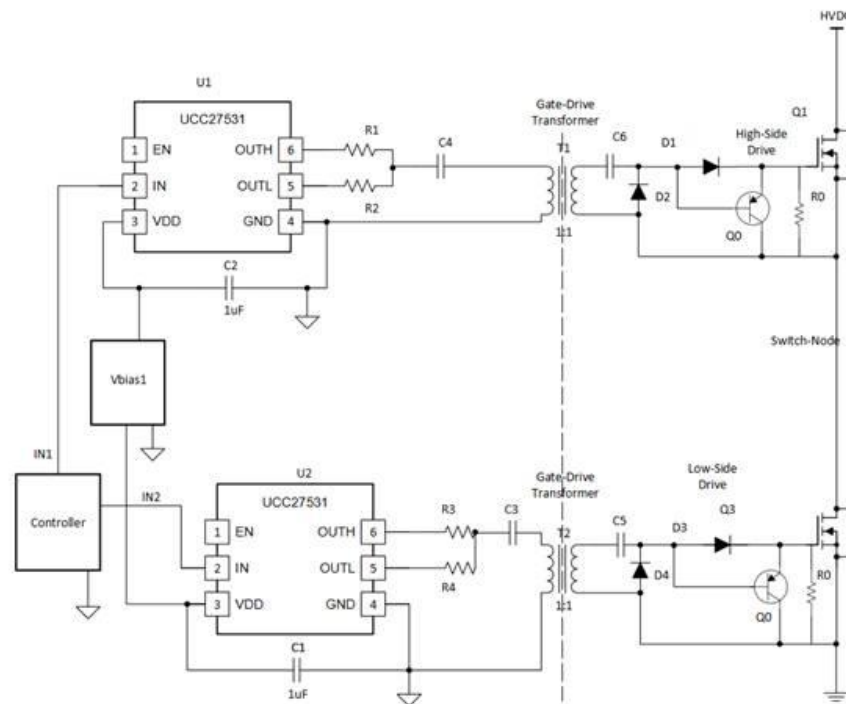 HVDC
U1
UCC27531
1 EN OUTH 6
2 IN OUTL 5
3 VDD GND 4
R1
R2
C4
Gate-Drive
Transformer
T1
1:1
C6
D1
D2
High-Side
Drive
Q1
Q0
R0
C2
1uF
Switch-Node
Vbias1
IN1
Controller
IN2
U2
UCC27531
1 EN OUTH 6
2 IN OUTL 5
3 VDD GND 4
R3
R4
C3
Gate-Drive
Transformer
T2
1:1
C5
Low-Side
Drive
D3
Q3
D4
Q0
R0
C1
1uF